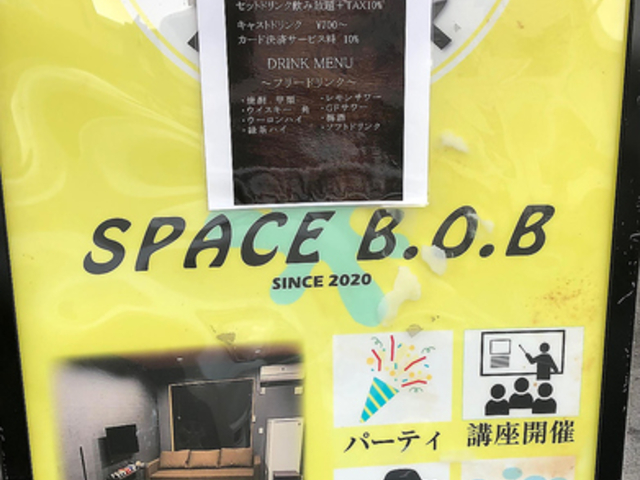 セットドリンク飲み放題+TAX10%
キャストドリンク ¥700～
カード決済サービス料 10%
DRINK MENU
～フリードリンク～
・焼酎 ・レモンサワー
・ウイスキー 角 ・GFサワー
・ウーロンハイ ・梅酒
・緑茶ハイ ・ソフトドリンク
SPACE B.O.B
SINCE 2020
パーティ 講座開催